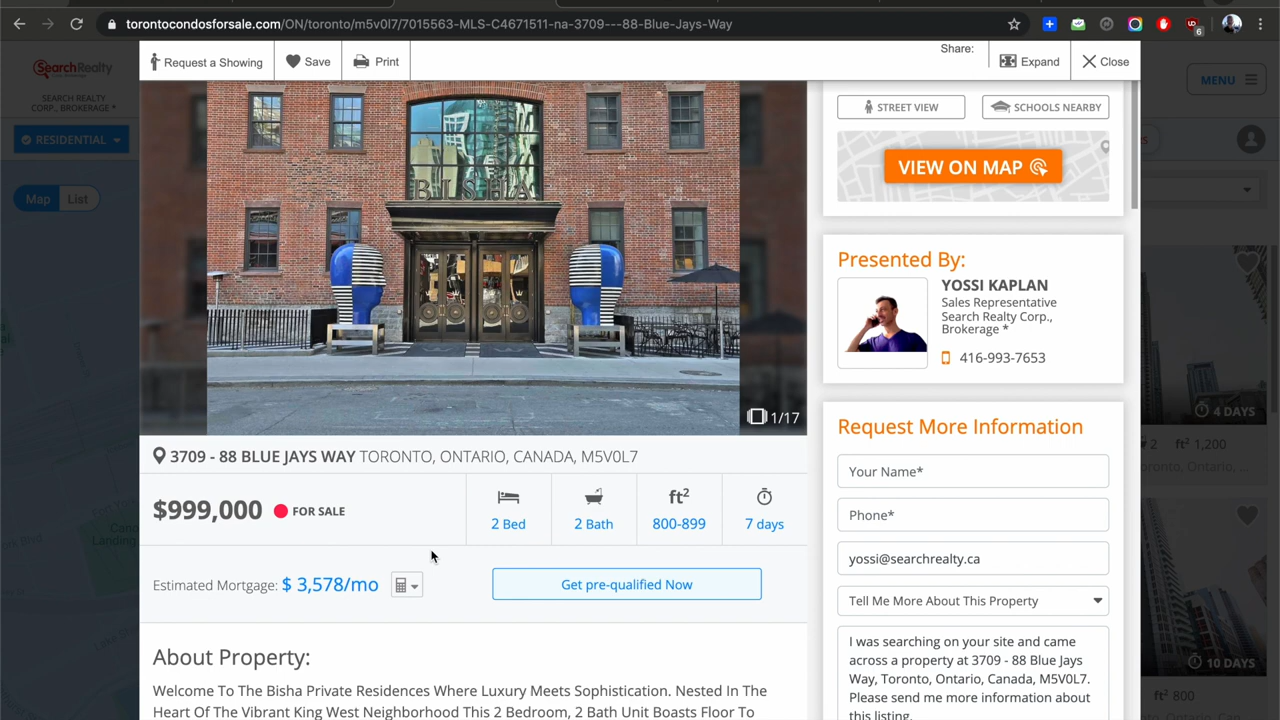 torontocondosforsale.com/ON/toronto/m5v0l7/7015563-MLS-C4671511-na-3709---88-Blue-Jays-Way
6
SearchRealty
SEARCH REALTY
CORP., BROKERAGE *
RESIDENTIAL
Map
List
Request a Showing
Save
Print
Share:
Expand
Close
MENU
BISHA
1/17
3709 - 88 BLUE JAYS WAY TORONTO, ONTARIO, CANADA, M5V0L7
$999,000 FOR SALE
2 Bed
2 Bath
ft²
800-899
7 days
Estimated Mortgage: $ 3,578/mo
Get pre-qualified Now
About Property:
Welcome To The Bisha Private Residences Where Luxury Meets Sophistication. Nested In The
Heart Of The Vibrant King West Neighborhood This 2 Bedroom, 2 Bath Unit Boasts Floor To
STREET VIEW
SCHOOLS NEARBY
VIEW ON MAP
Presented By:
YOSSI KAPLAN
Sales Representative
Search Realty Corp.,
Brokerage *
416-993-7653
Request More Information
Your Name*
Phone*
yossi@searchrealty.ca
Tell Me More About This Property
I was searching on your site and came
across a property at 3709 - 88 Blue Jays
Way, Toronto, Ontario, Canada, M5V0L7.
Please send me more information about
this listing.
4 DAYS
2 ft² 1,200
10 DAYS
ft² 800